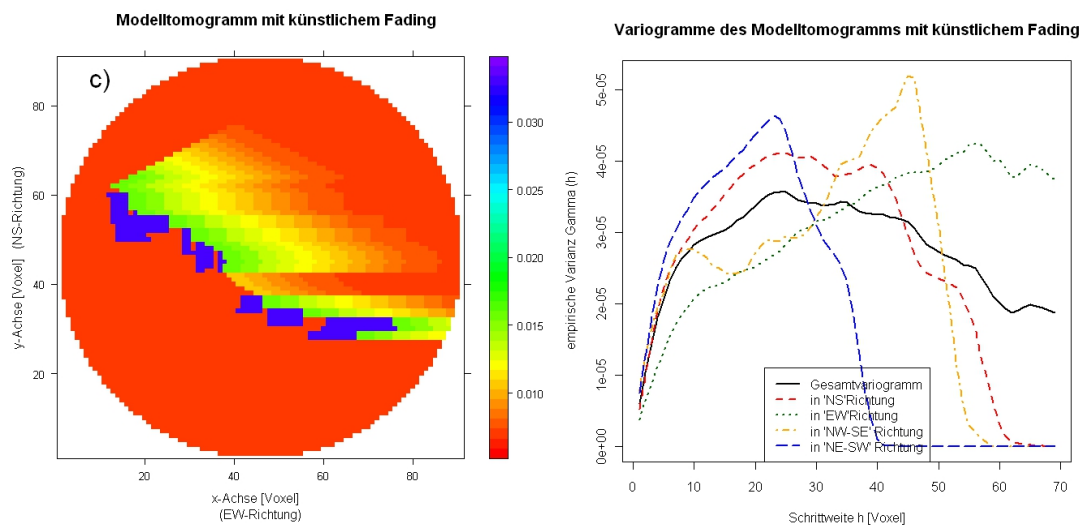 Modelltomogramm mit künstlichem Fading
c)
y-Achse [Voxel] (NS-Richtung)
80
60
40
20
20 40 60 80
x-Achse [Voxel]
(EW-Richtung)
0.030
0.025
0.020
0.015
0.010
Variogramme des Modelltomogramms mit künstlichem Fading
empirische Varianz Gamma (h)
5e-05
4e-05
3e-05
2e-05
1e-05
0e+00
Gesamtvariogramm
in 'NS'Richtung
in 'EW'Richtung
in 'NW-SE' Richtung
in 'NE-SW' Richtung
0 10 20 30 40 50 60 70
Schrittweite h [Voxel]